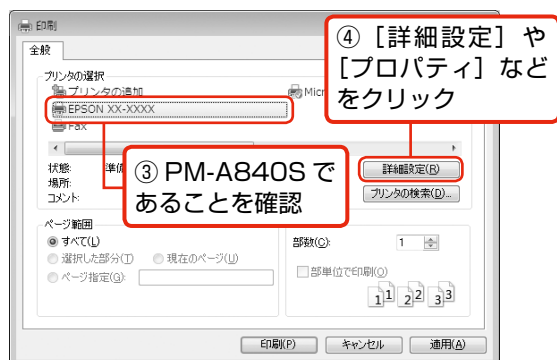 印刷
全般
④［詳細設定］や
［プロパティ］など
をクリック
プリンタの選択
プリンタの追加
Micr
EPSON XX-XXXX
Fax
③ PM-A840S で
あることを確認
状態:
準備
場所:
コメント:
詳細設定(R)
プリンタの検索(D)...
ページ範囲
すべて(L)
選択した部分(T)
現在のページ(U)
ページ指定(G):
部数(C):
1
部単位で印刷(O)
1 1 2 2 3 3
印刷(P)
キャンセル
適用(A)